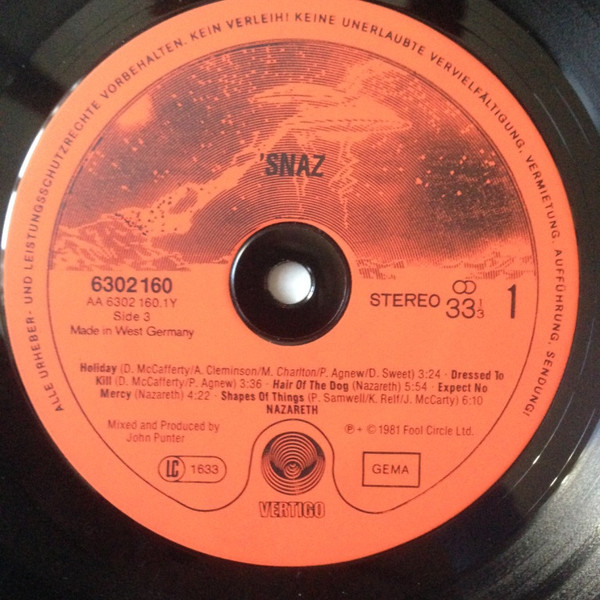 ALLE URHEBER- UND LEISTUNGSSCHUTZRECHTE VORBEHALTEN. KEIN VERLEIH! KEINE UNERLAUBTE VERVIELFÄLTIGUNG, VERMIETUNG, AUFFÜHRUNG, SENDUNG!
'SNAZ
6302 160
AA 6302 160.1Y
Side 3
Made in West Germany
STEREO 33 1/3 1
Holiday (D. McCafferty/A. Cleminson/M. Charlton/P. Agnew/D. Sweet) 3:24 · Dressed To
Kill (D. McCafferty/P. Agnew) 3:36 · Hair Of The Dog (Nazareth) 5:54 · Expect No
Mercy (Nazareth) 4:22 · Shapes Of Things (P. Samwell/K. Relf/J. McCarty) 6:10
NAZARETH
Mixed and Produced by
John Punter
℗ + © 1981 Fool Circle Ltd.
LC 1633
GEMA
VERTIGO